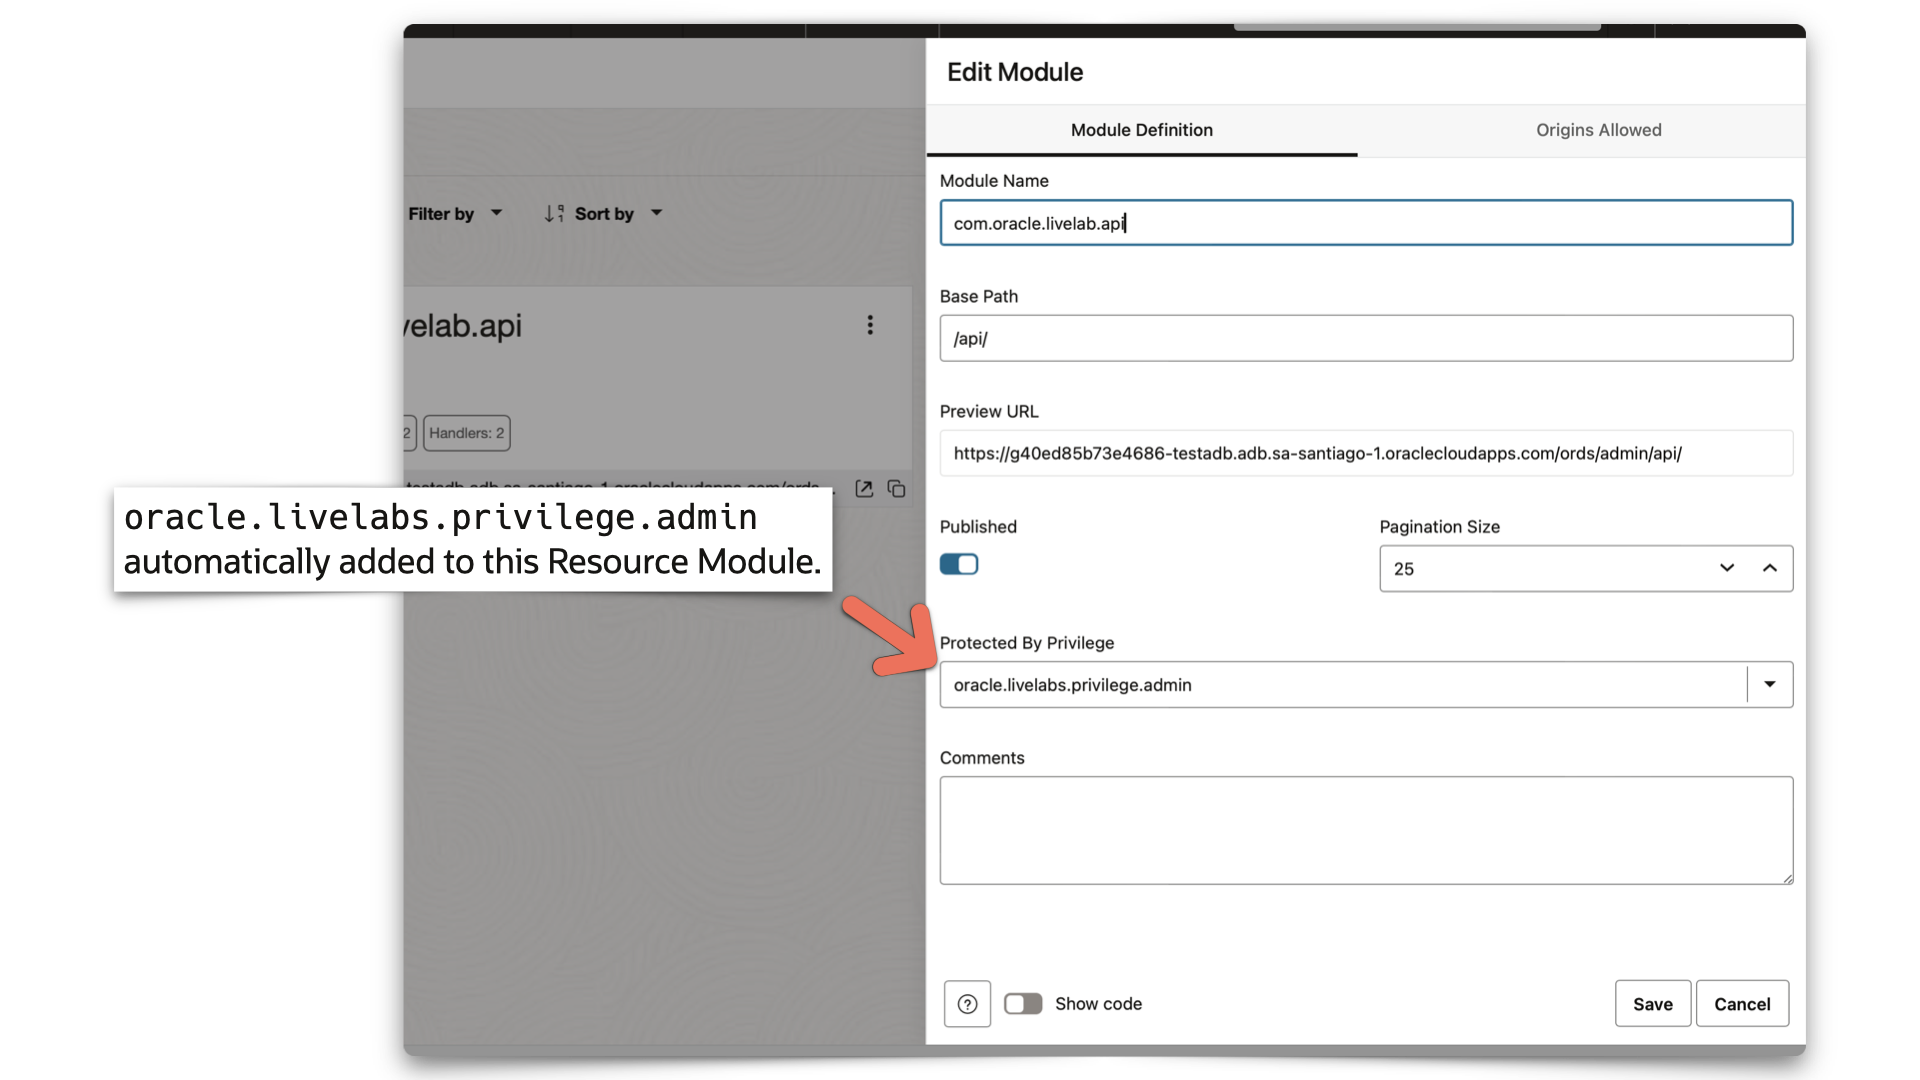 Edit Module
Module Definition
Origins Allowed
Filter by
Sort by
velab.api
2
Handlers: 2
oracle.livelabs.privilege.admin
automatically added to this Resource Module.
Module Name
com.oracle.livelab.api
Base Path
/api/
Preview URL
https://g40ed85b73e4686-testadb.adb.sa-santiago-1.oraclecloudapps.com/ords/admin/api/
Published
Pagination Size
25
Protected By Privilege
oracle.livelabs.privilege.admin
Comments
Show code
Save
Cancel